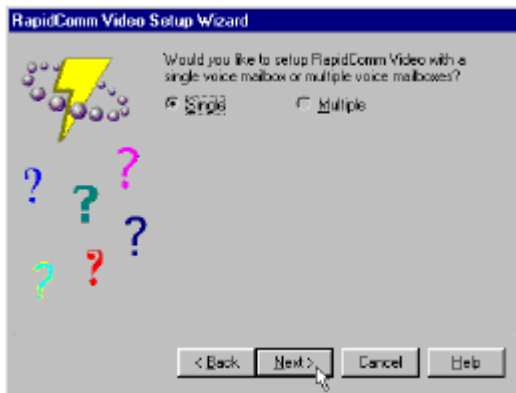 RapidComm Video Setup Wizard
Would you like to setup RapidComm Video with a
single voice mailbox or multiple voice mailboxes?
Single Multiple
? ? ? ? ? ?
< Back Next > Cancel Help